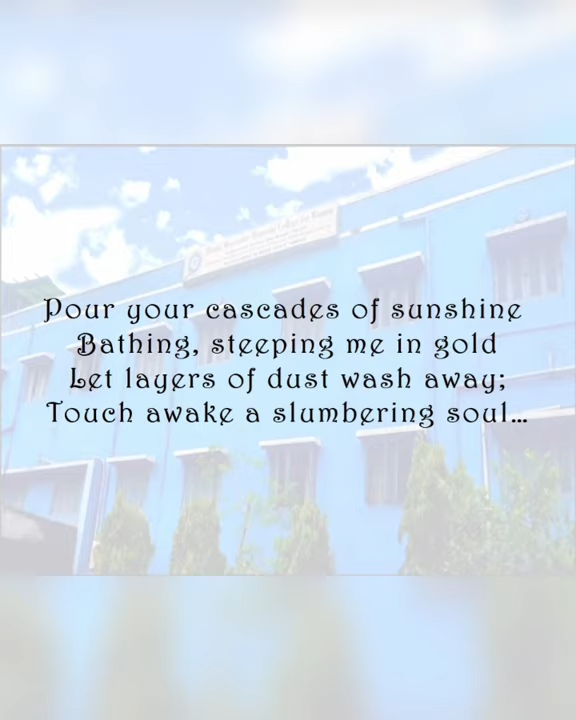 Pour your cascades of sunshine
Bathing, steeping me in gold
Let layers of dust wash away;
Touch awake a slumbering soul...